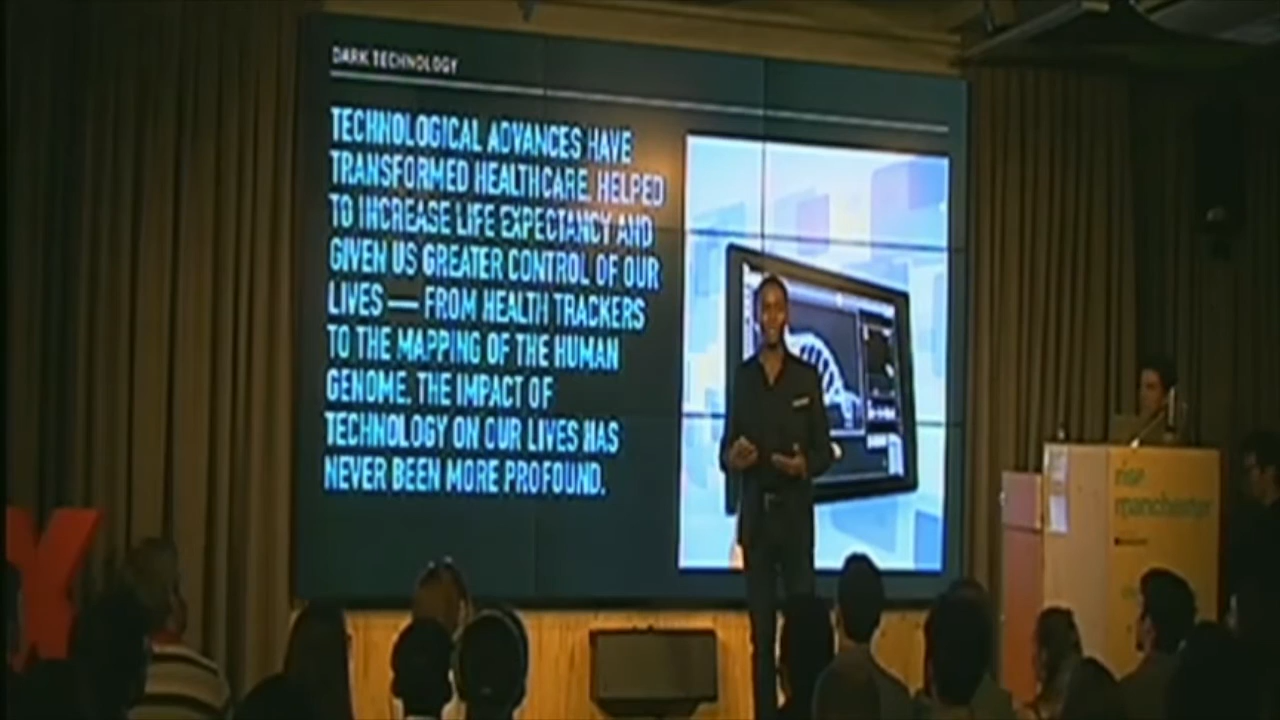 DARK TECHNOLOGY
TECHNOLOGICAL ADVANCES HAVE
TRANSFORMED HEALTHCARE, HELPED
TO INCREASE LIFE EXPECTANCY AND
GIVEN US GREATER CONTROL OF OUR
LIVES — FROM HEALTH TRACKERS
TO THE MAPPING OF THE HUMAN
GENOME. THE IMPACT OF
TECHNOLOGY ON OUR LIVES HAS
NEVER BEEN MORE PROFOUND.
rise
manchester
Y